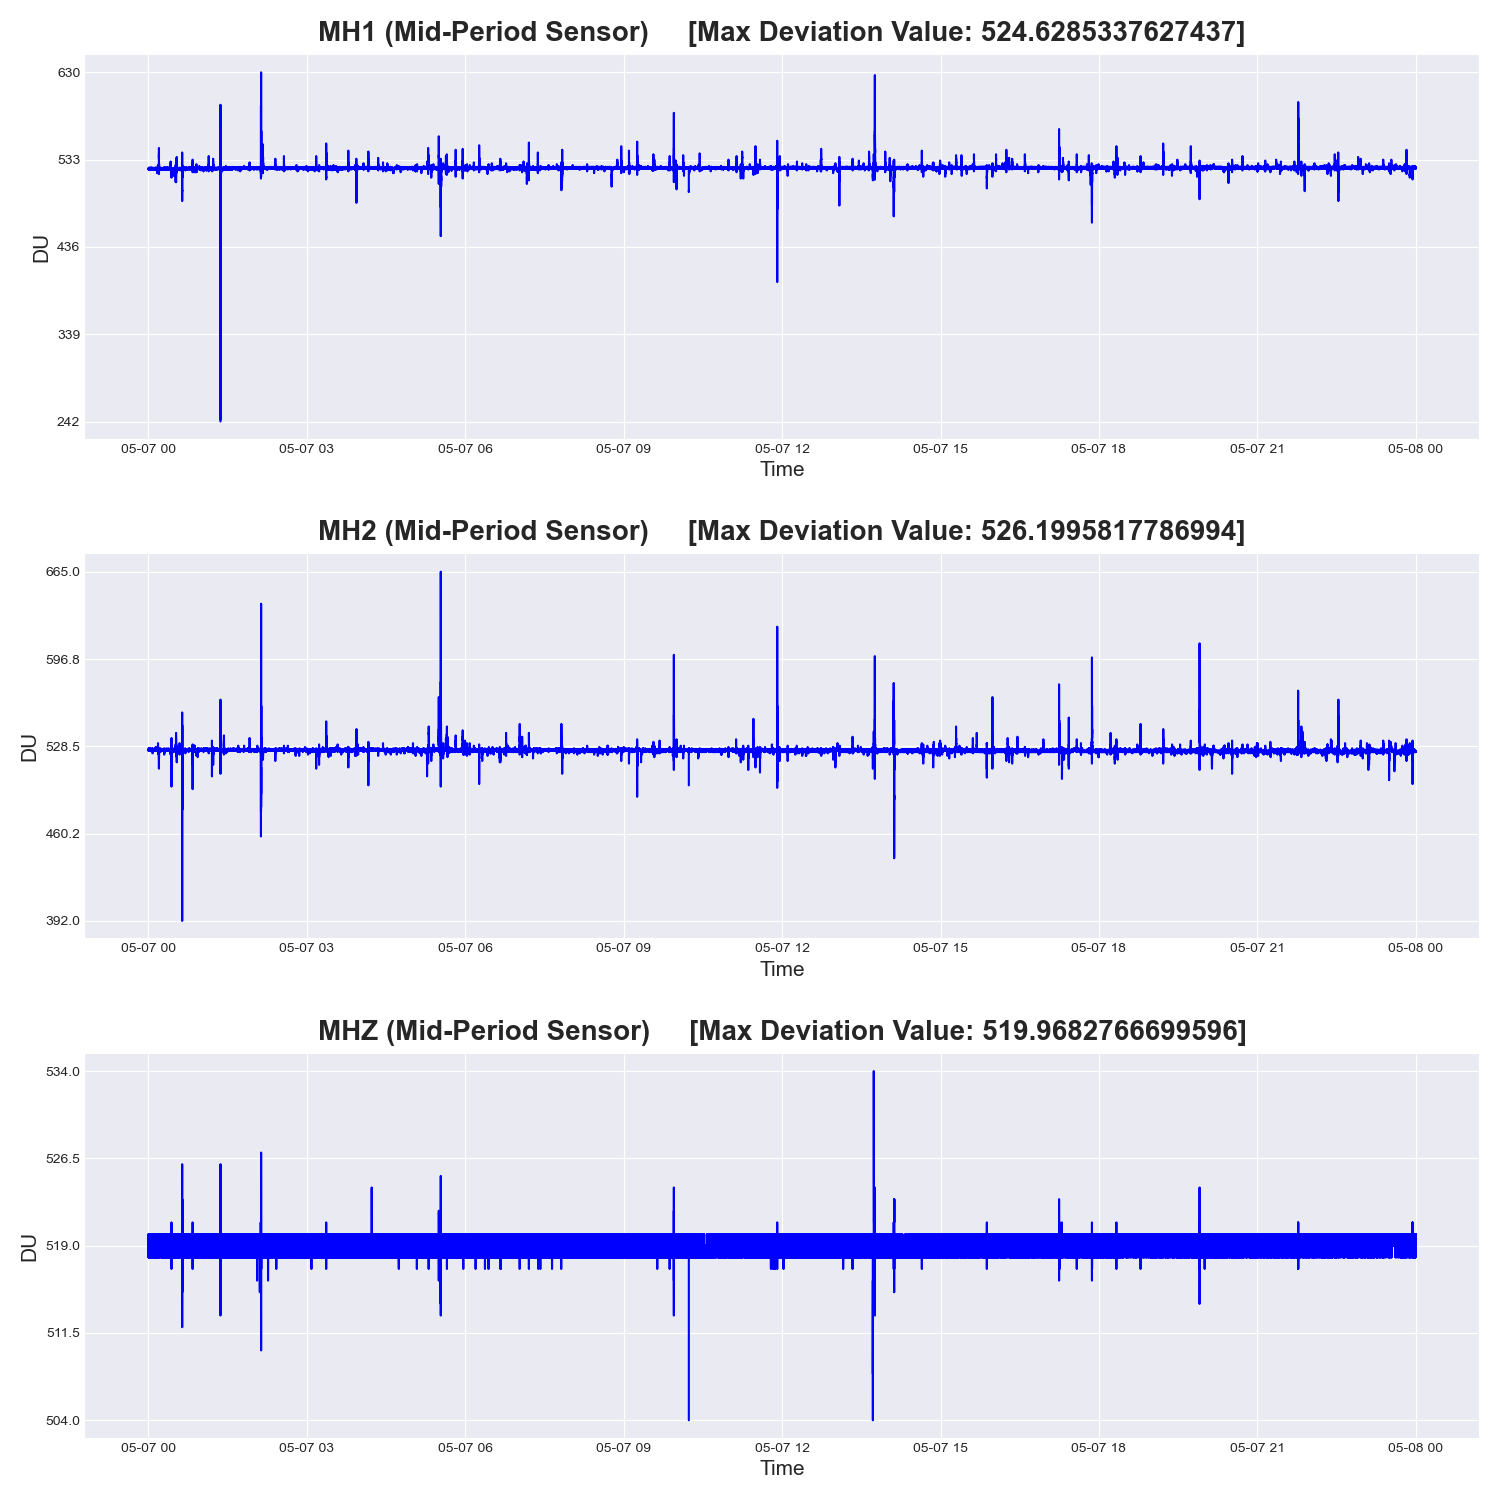 MH1 (Mid-Period Sensor) [Max Deviation Value: 524.6285337627437]
630
533
436
339
242
DU
05-07 00 05-07 03 05-07 06 05-07 09 05-07 12 05-07 15 05-07 18 05-07 21 05-08 00
Time
MH2 (Mid-Period Sensor) [Max Deviation Value: 526.1995817786994]
665.0
596.8
528.5
460.2
392.0
DU
05-07 00 05-07 03 05-07 06 05-07 09 05-07 12 05-07 15 05-07 18 05-07 21 05-08 00
Time
MHZ (Mid-Period Sensor) [Max Deviation Value: 519.9682766699596]
534.0
526.5
519.0
511.5
504.0
DU
05-07 00 05-07 03 05-07 06 05-07 09 05-07 12 05-07 15 05-07 18 05-07 21 05-08 00
Time